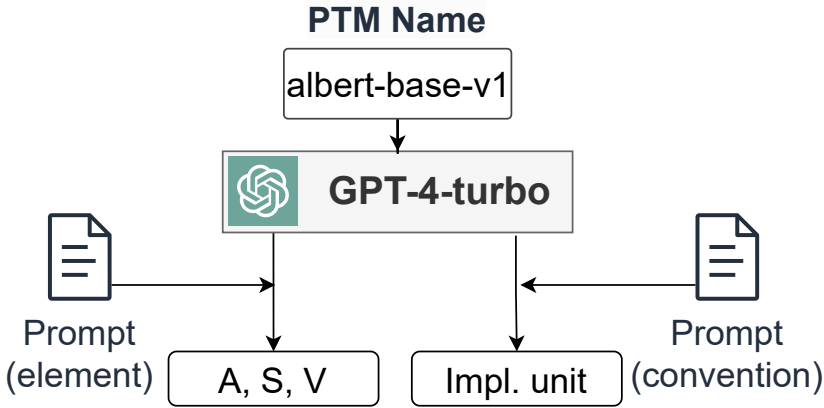 PTM Name
albert-base-v1
GPT-4-turbo
Prompt
(element)
A, S, V
Impl. unit
Prompt
(convention)